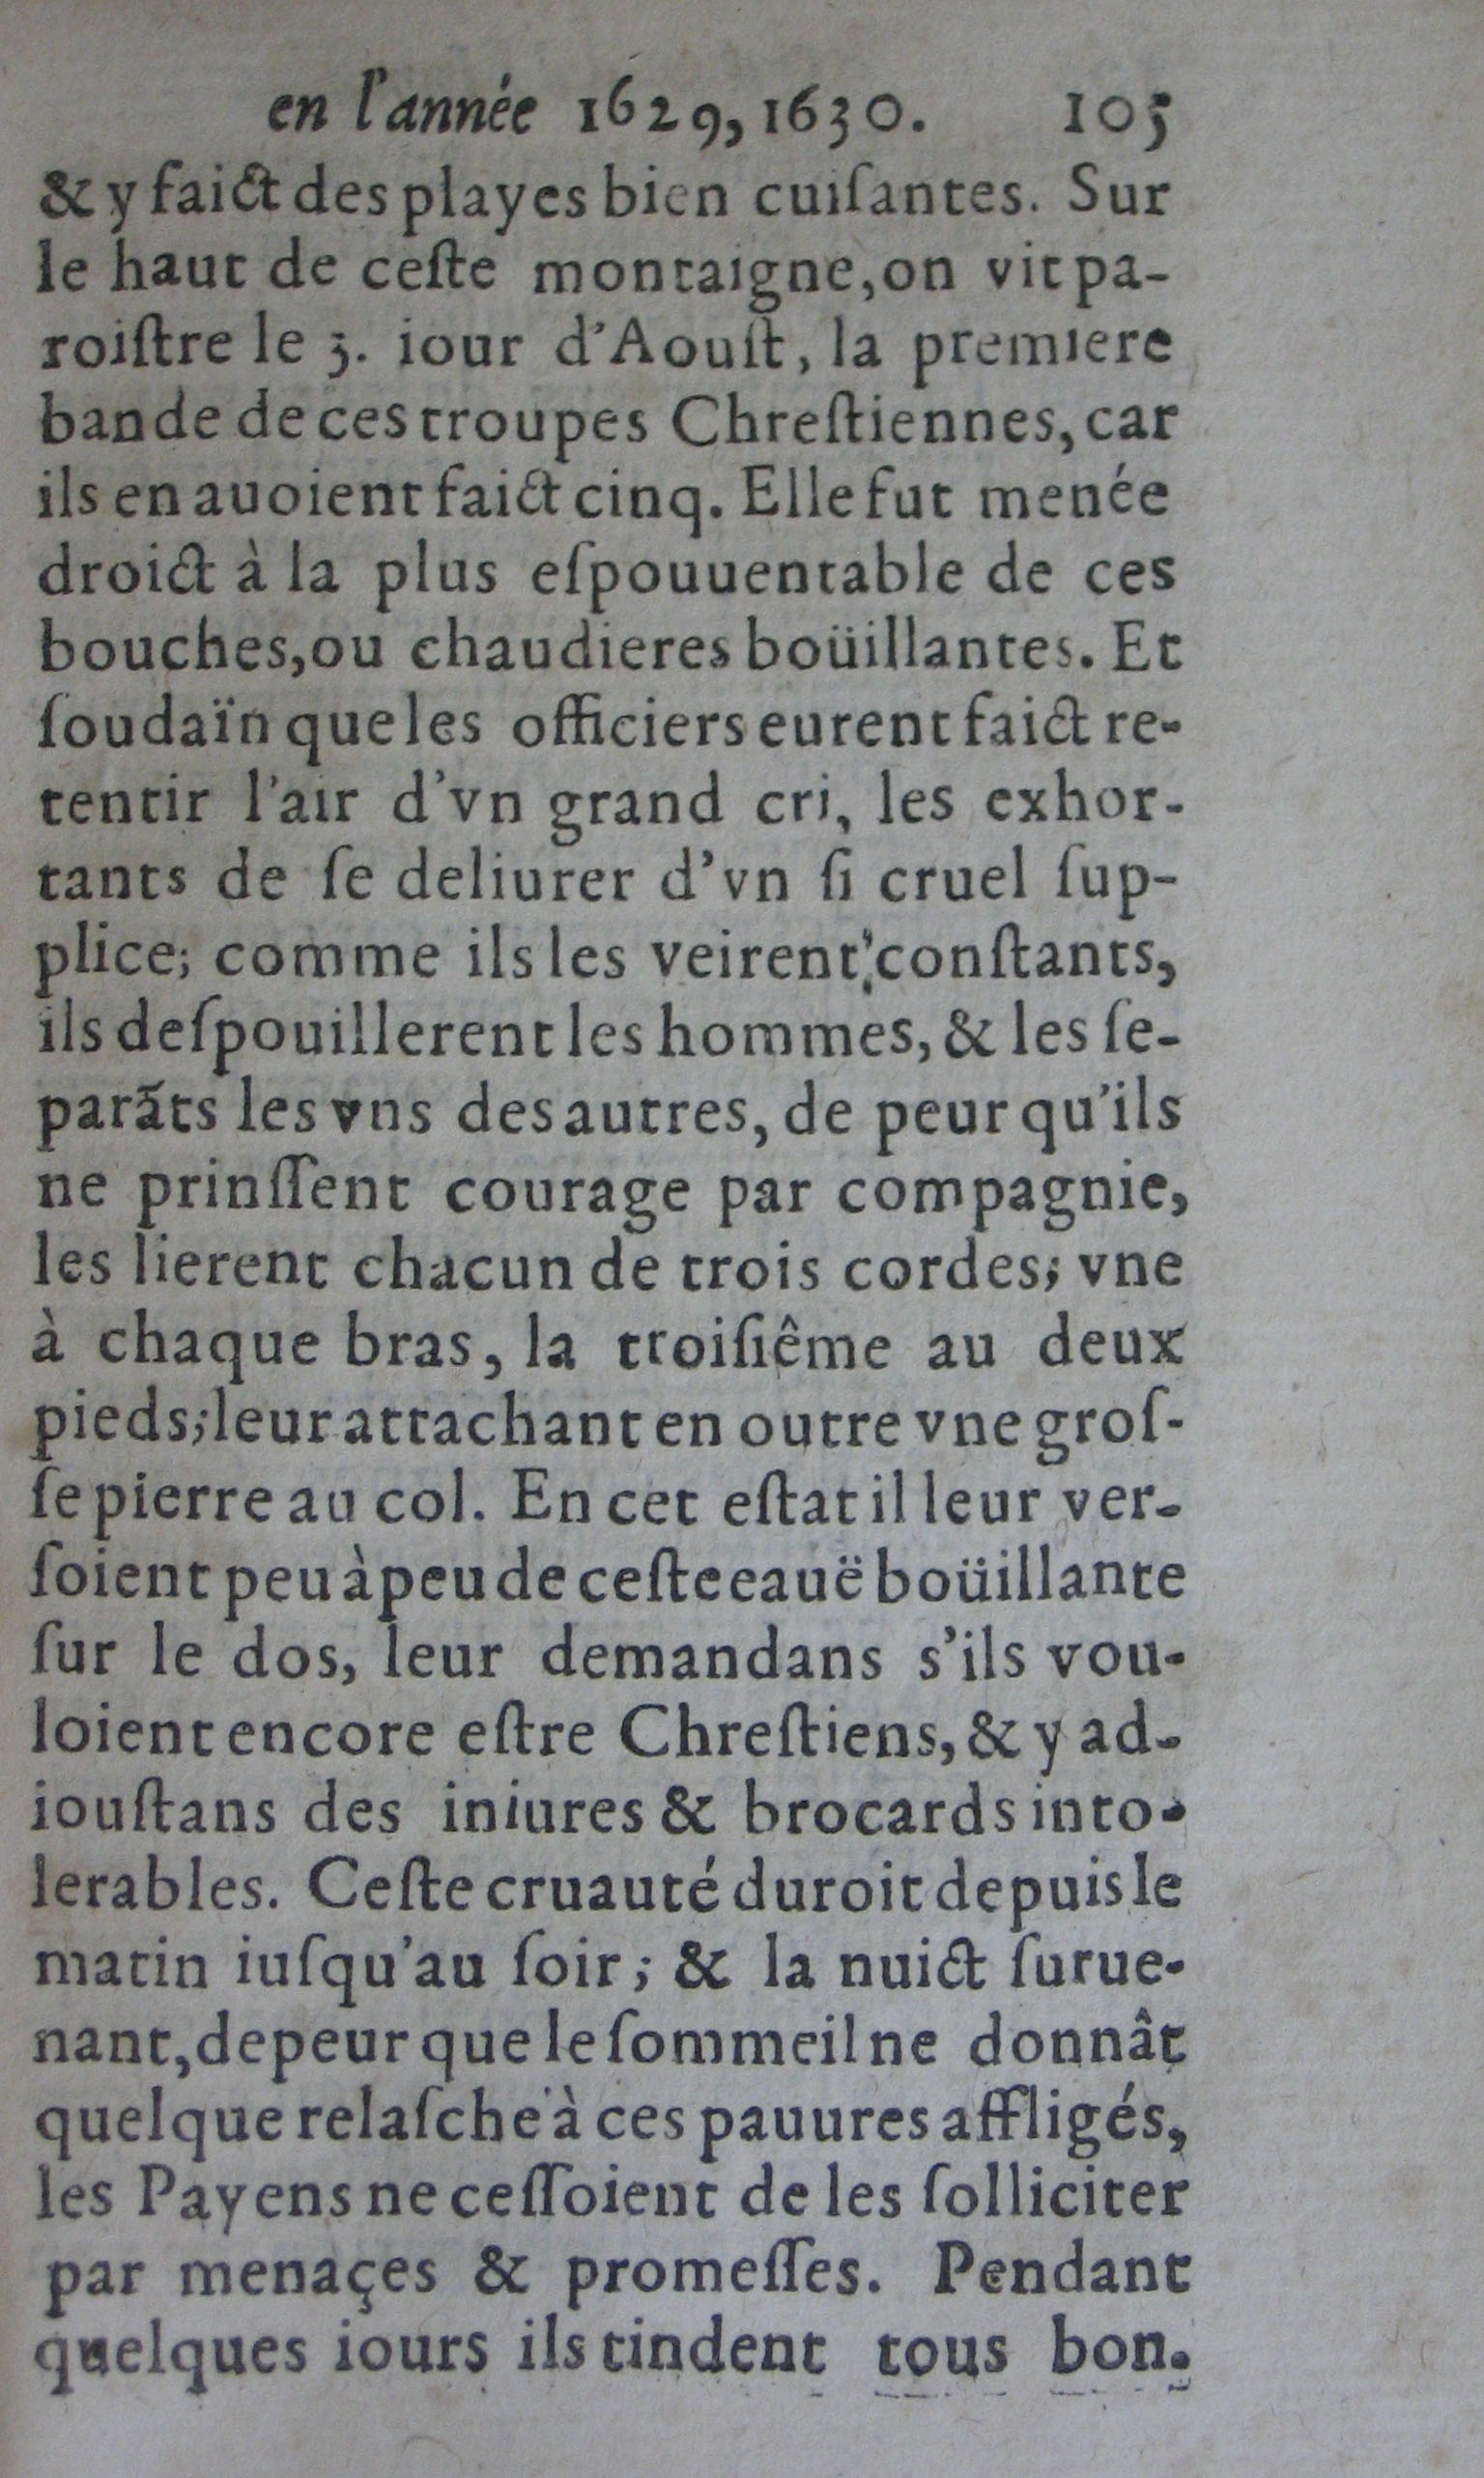 en l'année 1629, 1630. 105
& y faict des playes bien cuiſantes. Sur
le haut de ceſte montaigne, on vit pa-
roiſtre le 3. iour d'Aouſt, la premiere
bande de ces troupes Chreſtiennes, car
ils en auoient faict cinq. Elle fut menée
droict à la plus eſpouuentable de ces
bouches, ou chaudieres boüillantes. Et
ſoudaïn que les officiers eurent faict re-
tentir l'air d'vn grand cri, les exhor-
tants de ſe deliurer d'vn ſi cruel ſup-
plice; comme ils les veirent conſtants,
ils deſpouillerent les hommes, & les ſe-
parãts les vns des autres, de peur qu'ils
ne prinſſent courage par compagnie,
les lierent chacun de trois cordes; vne
à chaque bras, la troiſiême au deux
pieds; leur attachant en outre vne groſ-
ſe pierre au col. En cet eſtat il leur ver-
ſoient peu à peu de ceſte eauë boüillante
ſur le dos, leur demandans s'ils vou-
loient encore eſtre Chreſtiens, & y ad-
iouſtans des iniures & brocards into-
lerables. Ceſte cruauté duroit depuis le
matin iuſqu'au ſoir; & la nuict ſurue-
nant, de peur que le ſommeil ne donnât
quelque relaſche à ces pauures affligés,
les Payens ne ceſſoient de les ſolliciter
par menaçes & promeſſes. Pendant
quelques iours ils tindent tous bon.